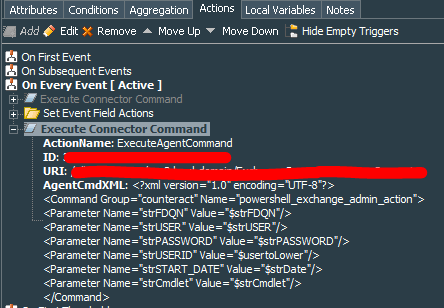 Attributes Conditions Aggregation Actions Local Variables Notes
Add Edit Remove Move Up Move Down Hide Empty Triggers
On First Event
On Subsequent Events
On Every Event [ Active ]
Execute Connector Command
Set Event Field Actions
Execute Connector Command
ActionName: ExecuteAgentCommand
ID:
URI:
AgentCmdXML: <?xml version="1.0" encoding="UTF-8"?>
<Command Group="counteract" Name="powershell_exchange_admin_action">
<Parameter Name="strFDQN" Value="$strFDQN"/>
<Parameter Name="strUSER" Value="$strUSER"/>
<Parameter Name="strPASSWORD" Value="$strPASSWORD"/>
<Parameter Name="strUSERID" Value="$usertoLower"/>
<Parameter Name="strSTART_DATE" Value="$strDate"/>
<Parameter Name="strCmdlet" Value="$strCmdlet"/>
</Command>